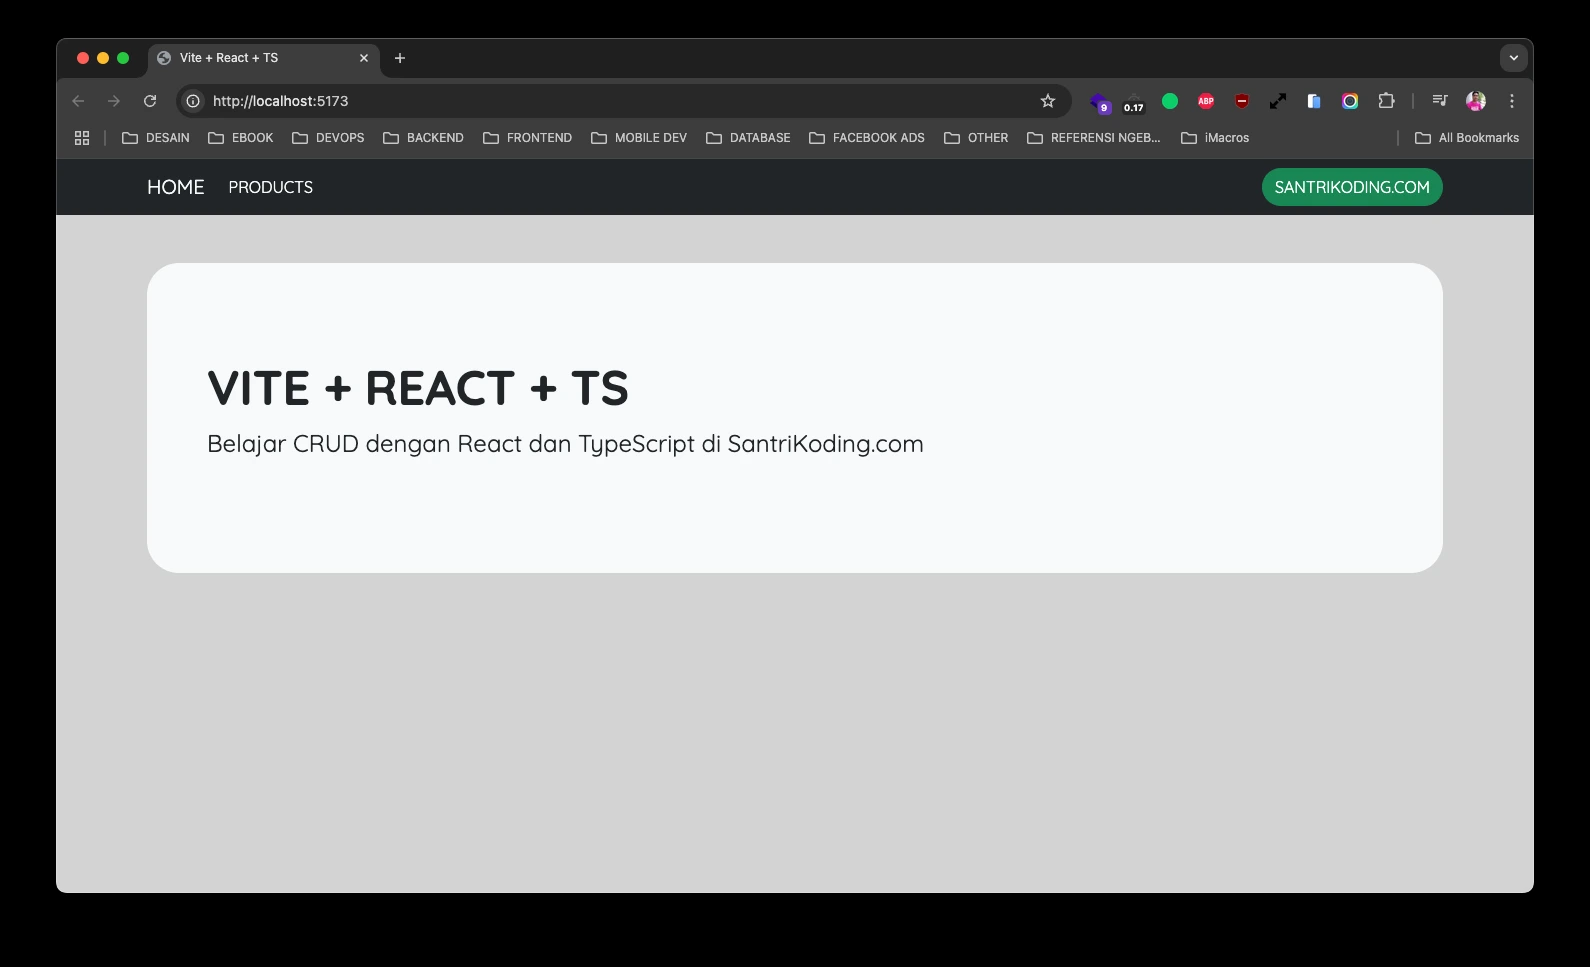 Vite + React + TS
http://localhost:5173
9
0.17
ABP
DESAIN EBOOK DEVOPS BACKEND FRONTEND MOBILE DEV DATABASE FACEBOOK ADS OTHER REFERENSI NGEB... iMacros All Bookmarks
HOME PRODUCTS SANTRIKODING.COM
VITE + REACT + TS
Belajar CRUD dengan React dan TypeScript di SantriKoding.com